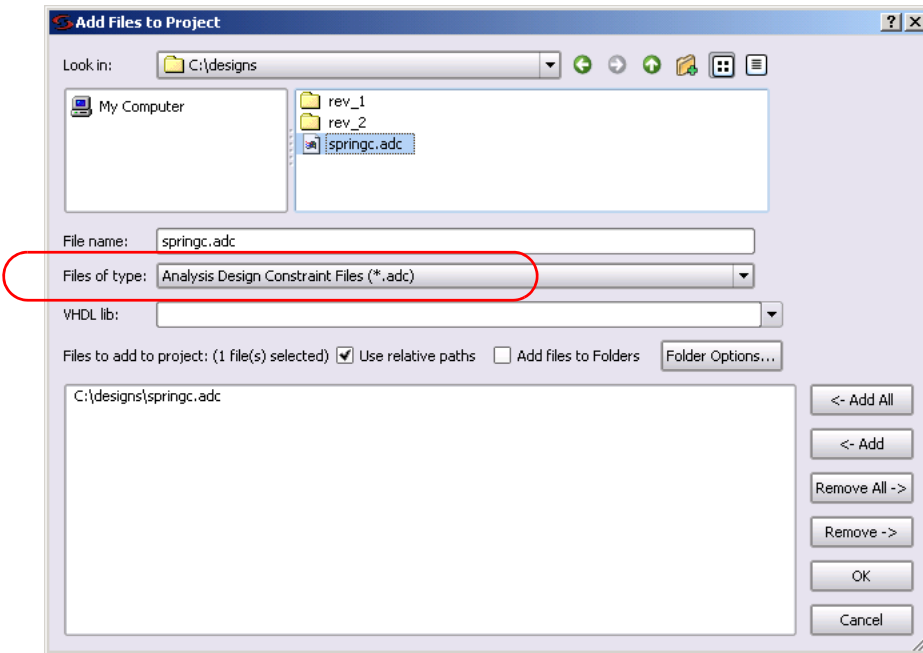 Add Files to Project
?
X
Look in: C:\designs
My Computer
rev_1
rev_2
springc.adc
File name: springc.adc
Files of type: Analysis Design Constraint Files (*.adc)
VHDL lib:
Files to add to project: (1 file(s) selected) Use relative paths Add files to Folders Folder Options...
C:\designs\springc.adc
<- Add All
<- Add
Remove All ->
Remove ->
OK
Cancel